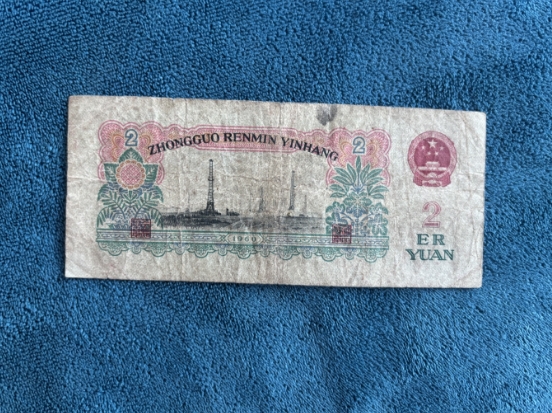 2
2
ZHONGGUO RENMIN YINHANG
1960
2
ER
YUAN